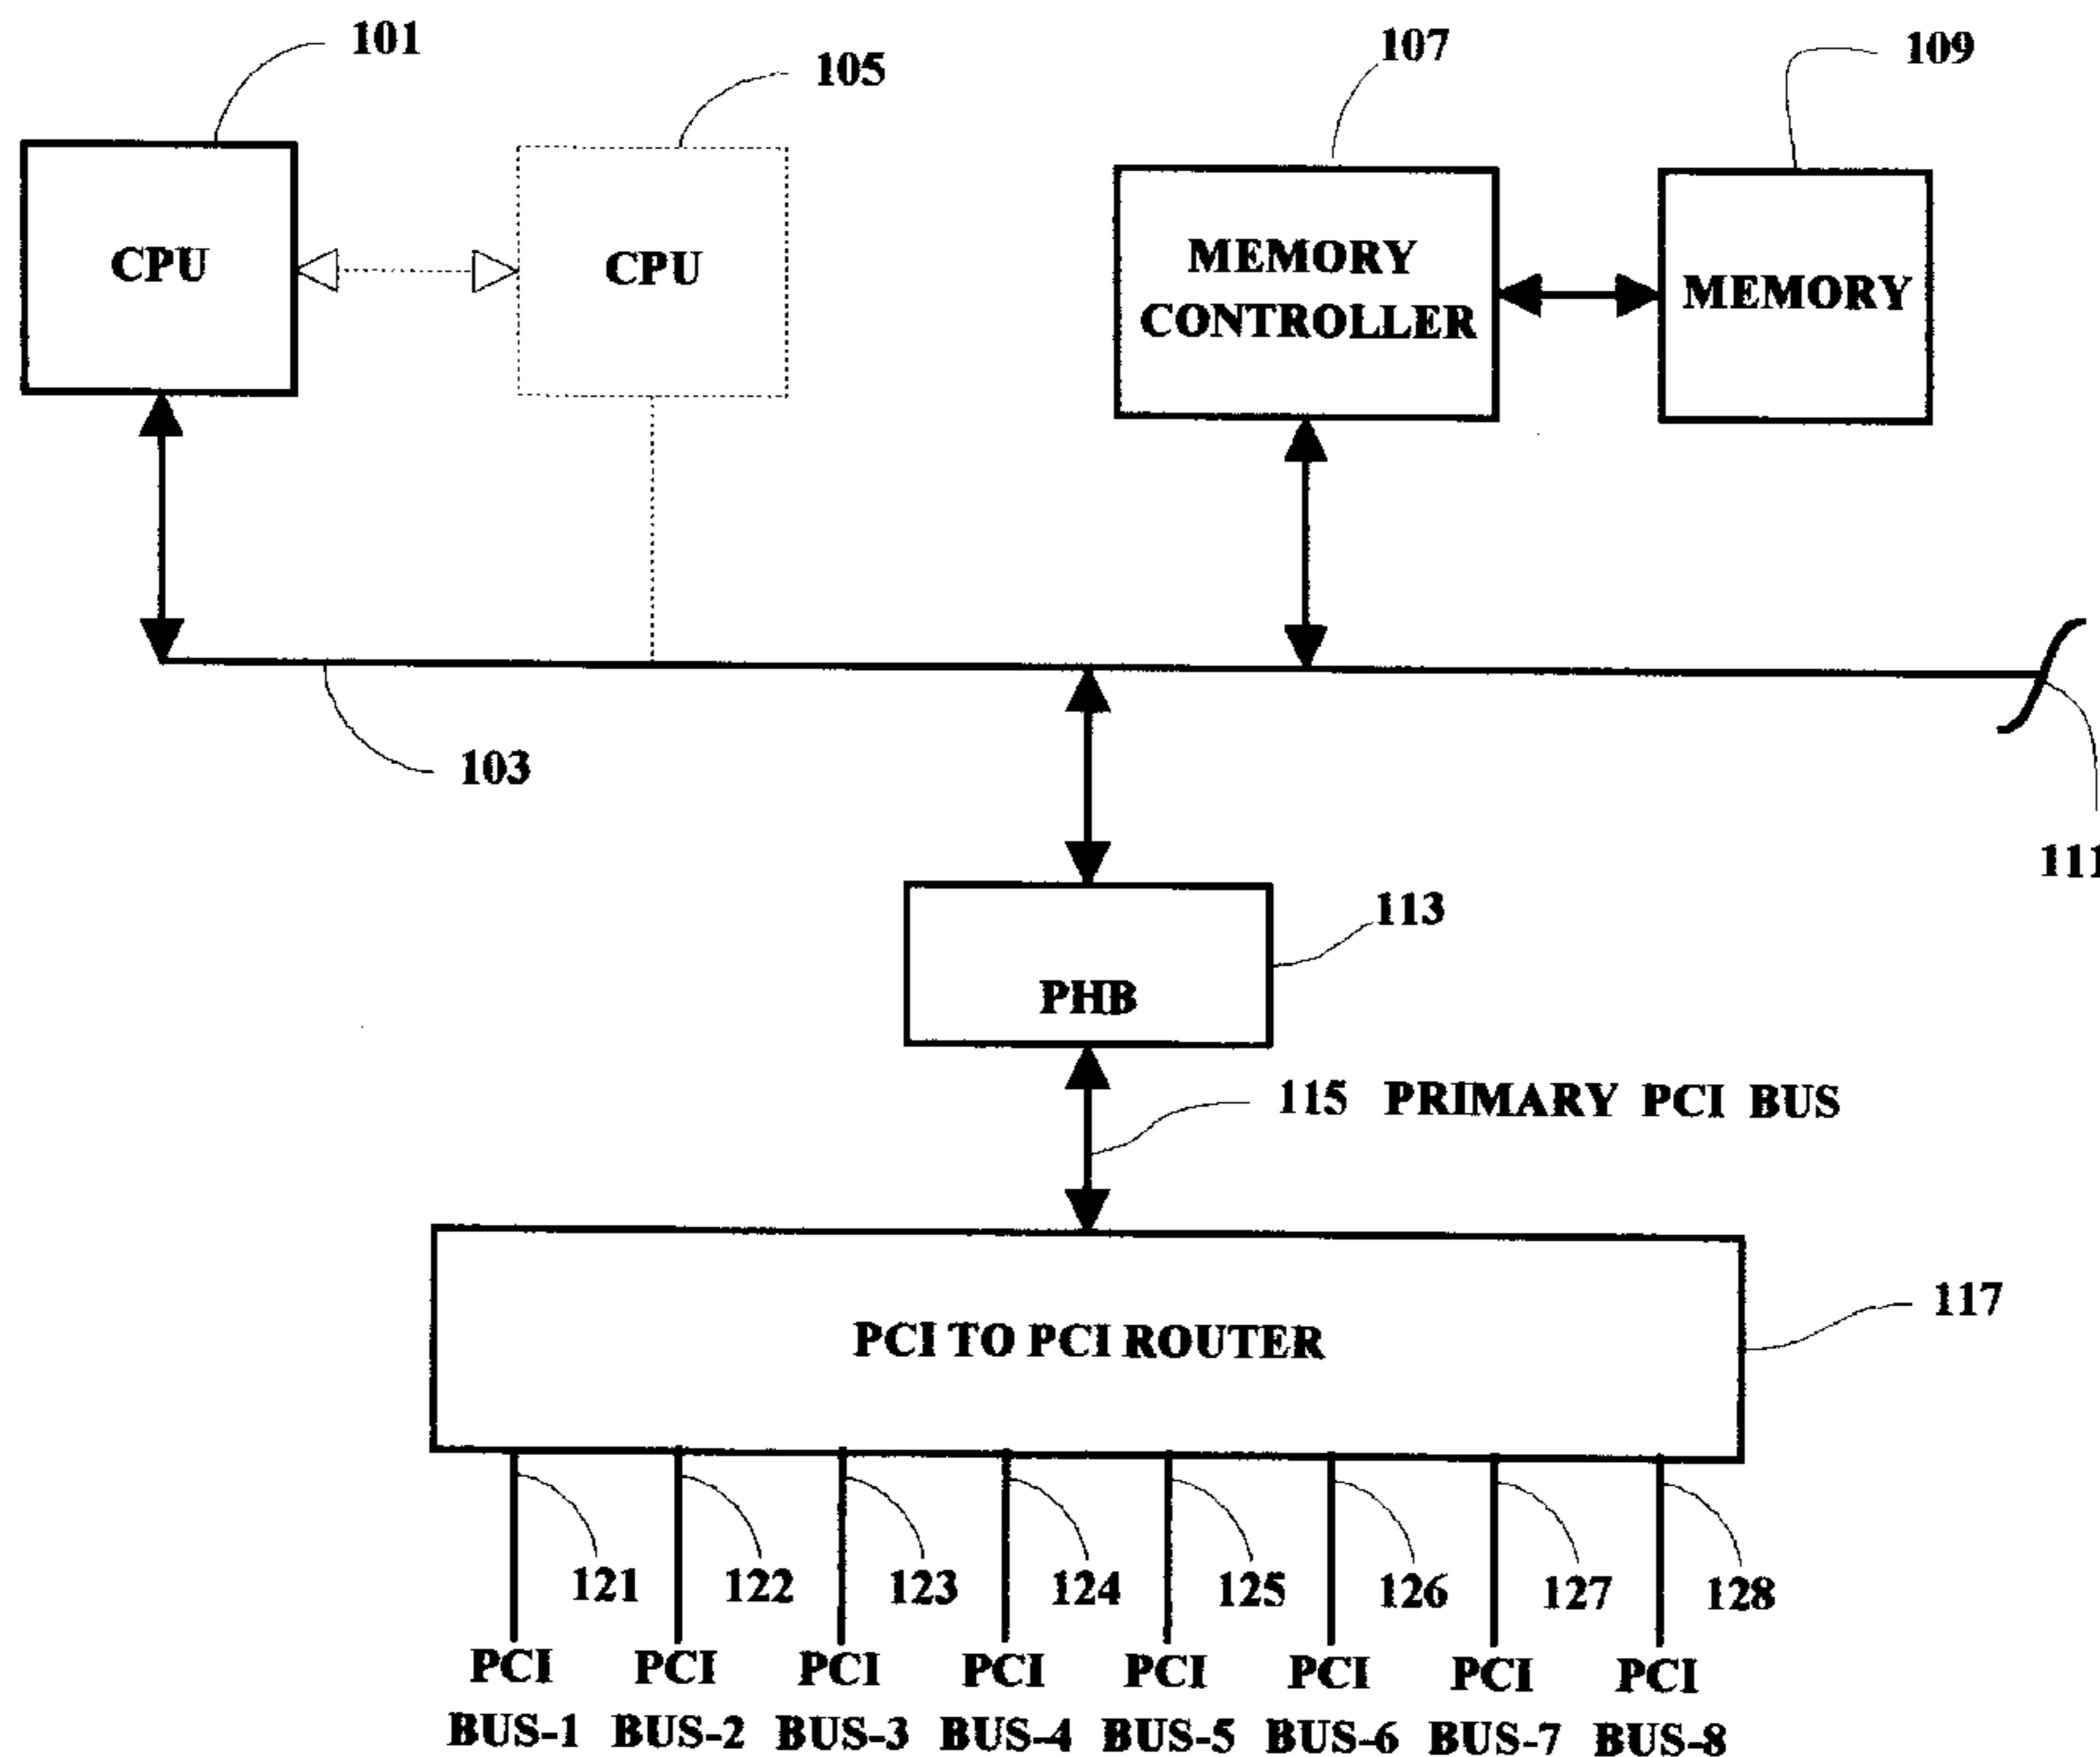 101
105
107
109
CPU
CPU
MEMORY
CONTROLLER
MEMORY
103
111
113
PHB
115 PRIMARY PCI BUS
117
PCI TO PCI ROUTER
121 122 123 124 125 126 127 128
PCI PCI PCI PCI PCI PCI PCI PCI
BUS-1 BUS-2 BUS-3 BUS-4 BUS-5 BUS-6 BUS-7 BUS-8